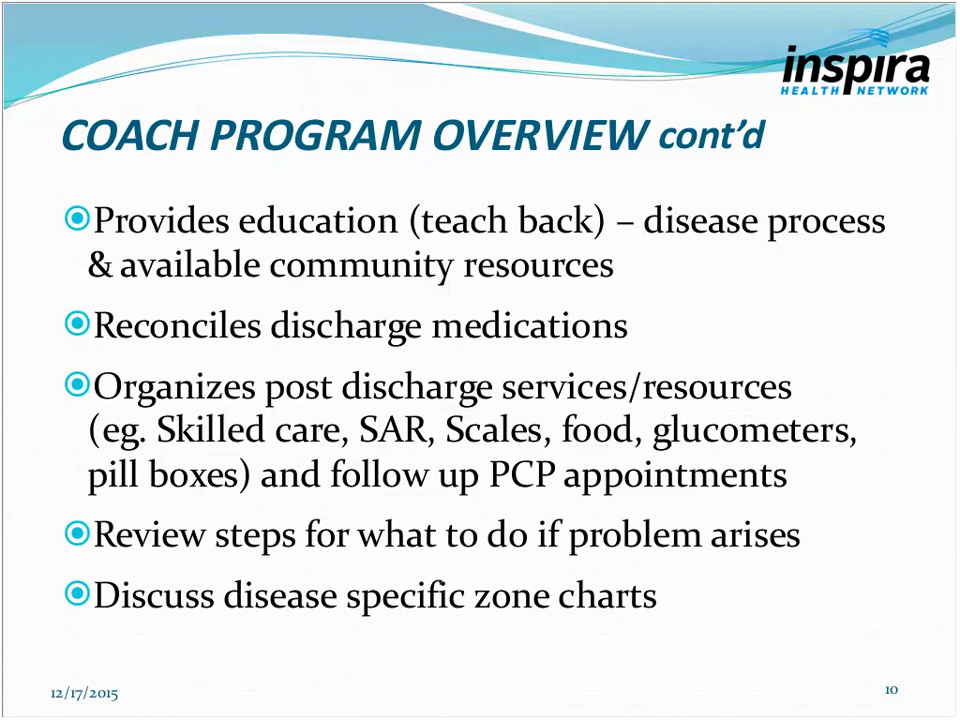 inspira
HEALTH NETWORK
COACH PROGRAM OVERVIEW cont’d
Provides education (teach back) – disease process
& available community resources
Reconciles discharge medications
Organizes post discharge services/resources
(eg. Skilled care, SAR, Scales, food, glucometers,
pill boxes) and follow up PCP appointments
Review steps for what to do if problem arises
Discuss disease specific zone charts
12/17/2015
10